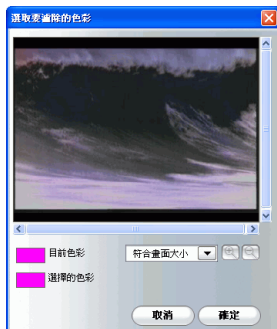 選取要濾除的色彩
目前色彩
符合畫面大小
選擇的色彩
取消
確定